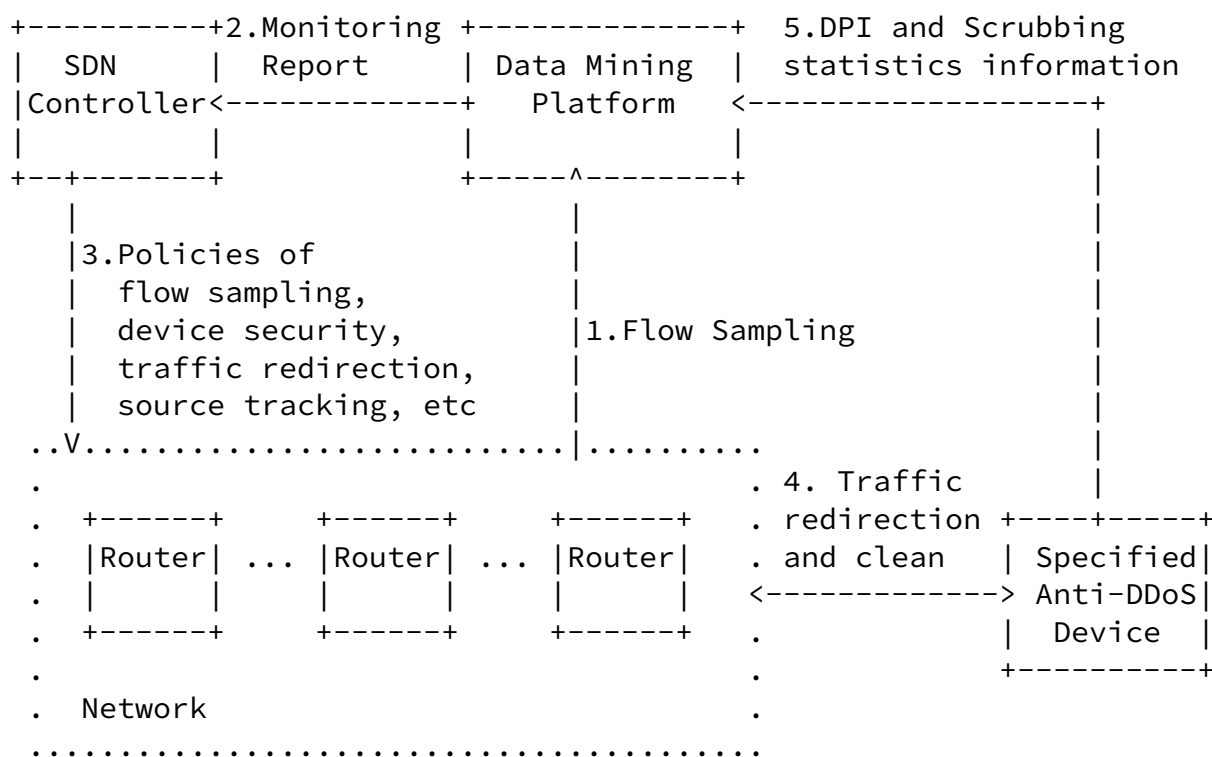 +----------+2.Monitoring +--------------+  5.DPI and Scrubbing
|  SDN     |  Report     | Data Mining  |  statistics information
|Controller<-------------+   Platform   <-------------------+
|          |             |              |                   |
+--+-------+             +-----^--------+                   |
   |                           |                            |
   |3.Policies of              |                            |
   |  flow sampling,           |                            |
   |  device security,         |1.Flow Sampling             |
   |  traffic redirection,     |                            |
   |  source tracking, etc     |                            |
 ..V...........................|..........                  |
 .                                       . 4. Traffic       |
 .  +------+     +------+     +------+   . redirection +----+-----+
 .  |Router| ... |Router| ... |Router|   . and clean   | Specified|
 .  |      |     |      |     |      |   <-------------> Anti-DDoS|
 .  +------+     +------+     +------+   .             |  Device  |
 .                                       .             +----------+
 .  Network                              .
 .........................................